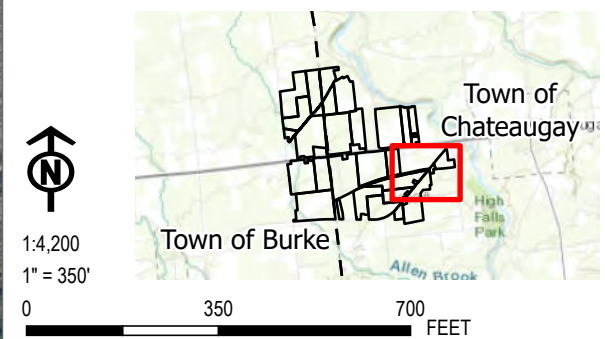 Town of
Chateaugay
High
Falls
Park
Town of Burke
Allen Brook
N
1:4,200
1" = 350'
0 350 700
FEET